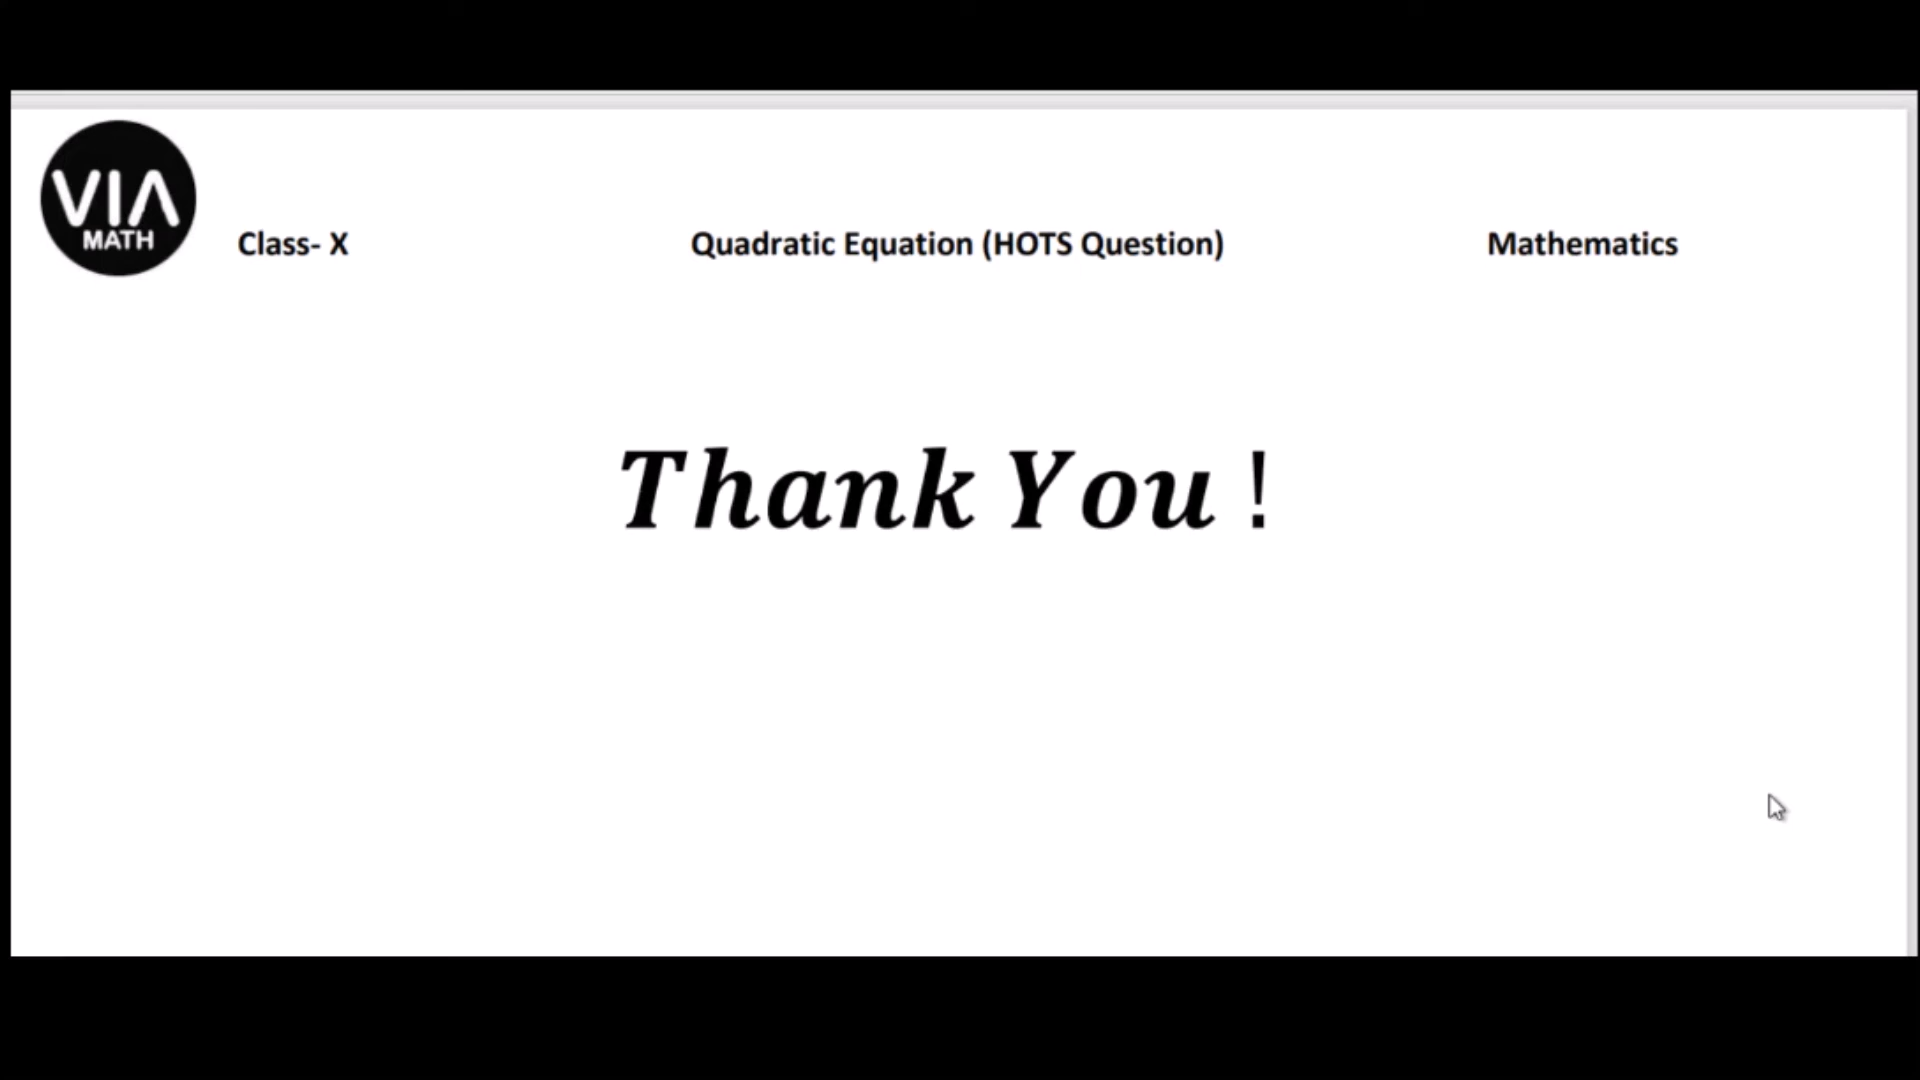 VIA
MATH
Class- X Quadratic Equation (HOTS Question) Mathematics
Thank You !